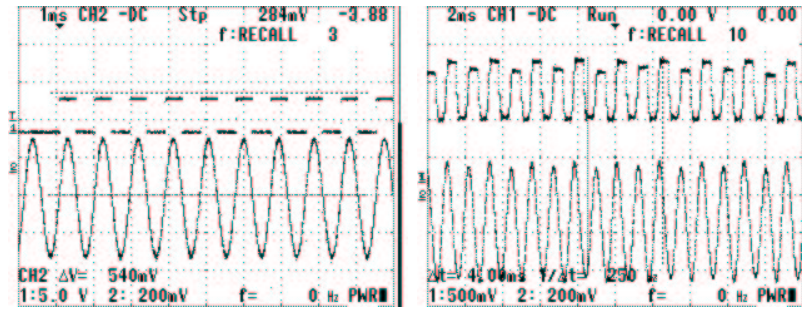 1ms CH2 -DC Stp 284mV -3.88
f:RECALL 3
CH2 ΔV= 540mV
1:5.0 V 2: 200mV f= 0 Hz PWR
2ms CH1 -DC Run 0.00 V 0.00
f:RECALL 10
Δt= 4.00ms f/Δt= 250 Hz
1:500mV 2: 200mV f= 0 Hz PWR